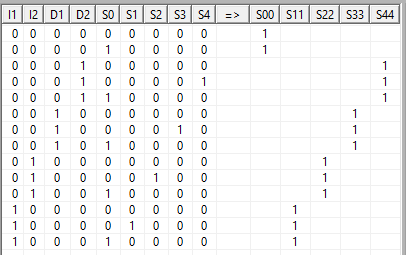 I1 I2 D1 D2 S0 S1 S2 S3 S4 => S00 S11 S22 S33 S44
0 0 0 0 0 0 0 0 0 1
0 0 0 0 1 0 0 0 0 1
0 0 0 1 0 0 0 0 0 1
0 0 0 1 0 0 0 0 1 1
0 0 0 1 1 0 0 0 0 1
0 0 1 0 0 0 0 0 0 1
0 0 1 0 0 0 0 1 0 1
0 0 1 0 1 0 0 0 0 1
0 1 0 0 0 0 0 0 0 1
0 1 0 0 0 0 1 0 0 1
0 1 0 0 1 0 0 0 0 1
1 0 0 0 0 0 0 0 0 1
1 0 0 0 0 1 0 0 0 1
1 0 0 0 1 0 0 0 0 1